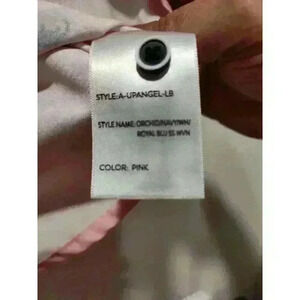 STYLE:A-UPANGEL-LB
STYLE NAME: ORCHID/NAVY/WH/
ROYAL BLU SS WVN
COLOR: PINK